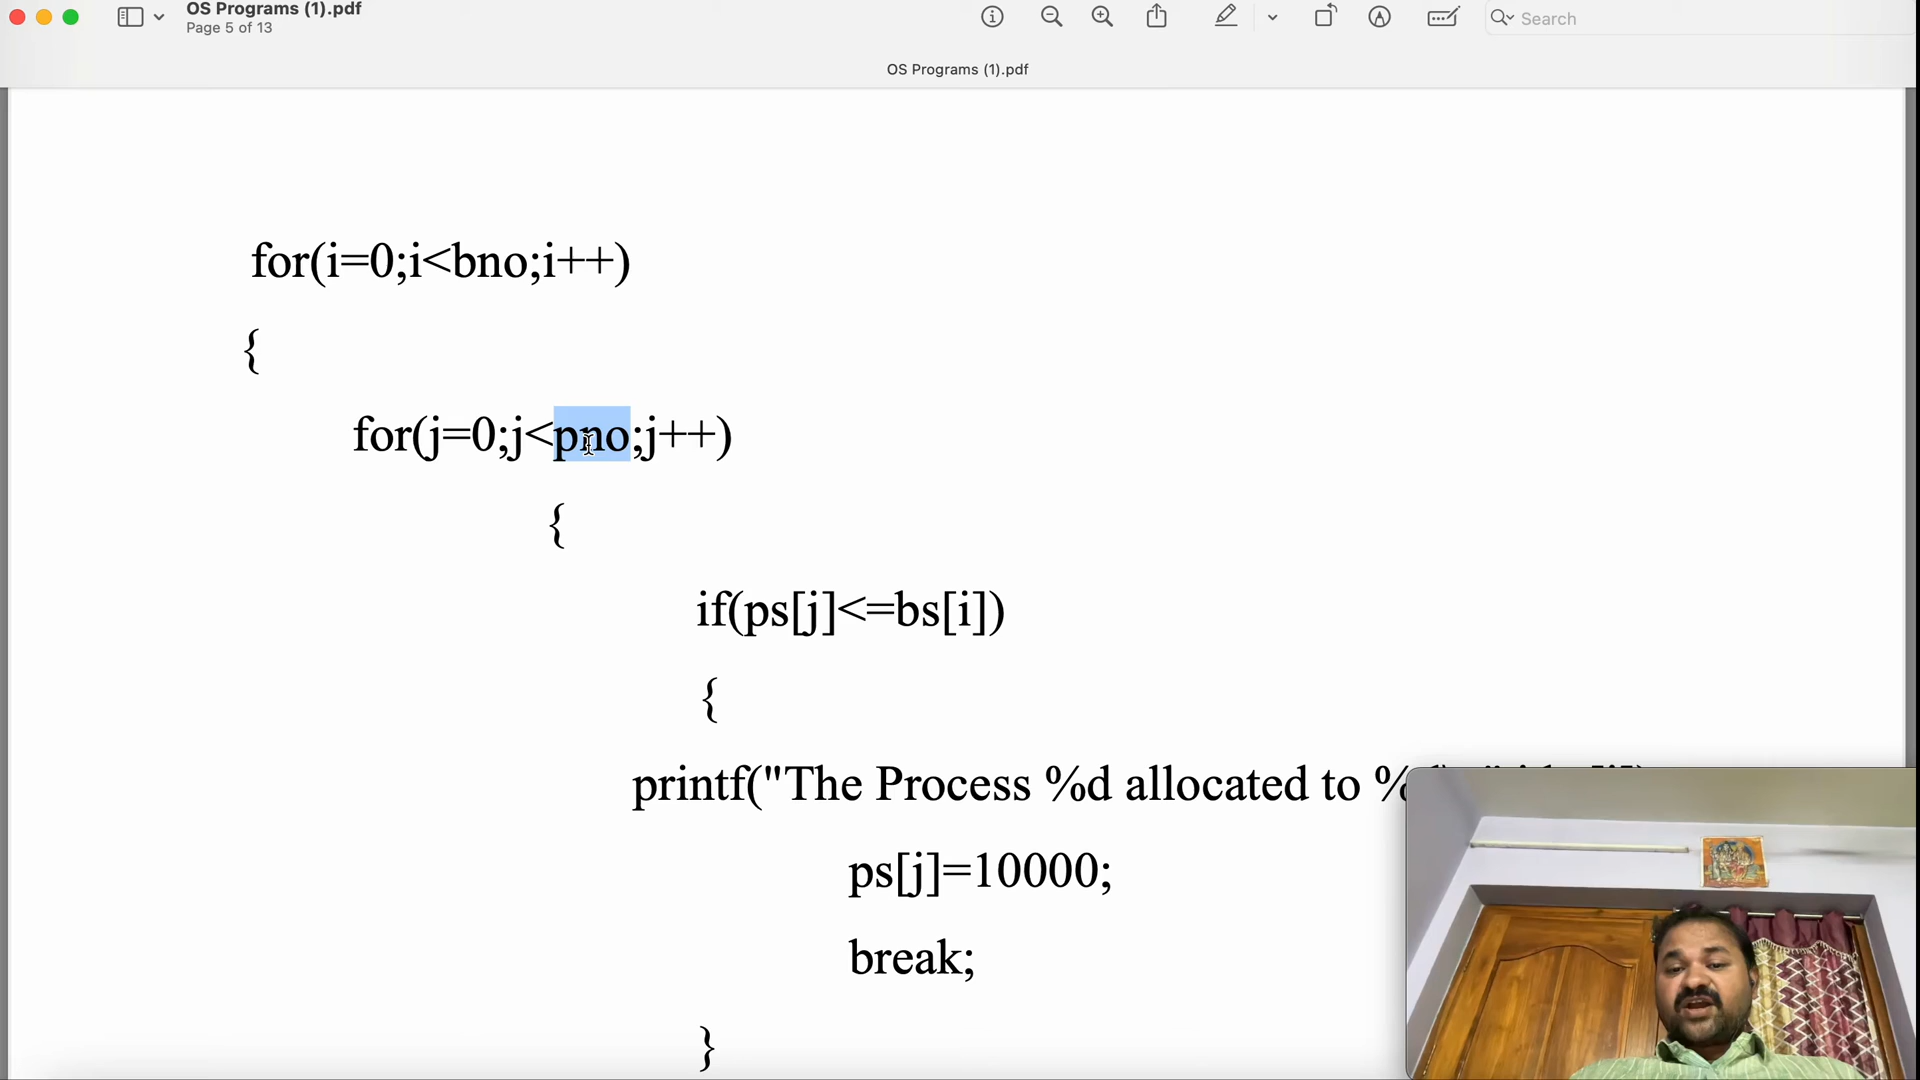 OS Programs (1).pdf
Page 5 of 13
Search
OS Programs (1).pdf
for(i=0;i<bno;i++)
{
for(j=0;j<pno;j++)
{
if(ps[j]<=bs[i])
{
printf("The Process %d allocated to %
ps[j]=10000;
break;
}